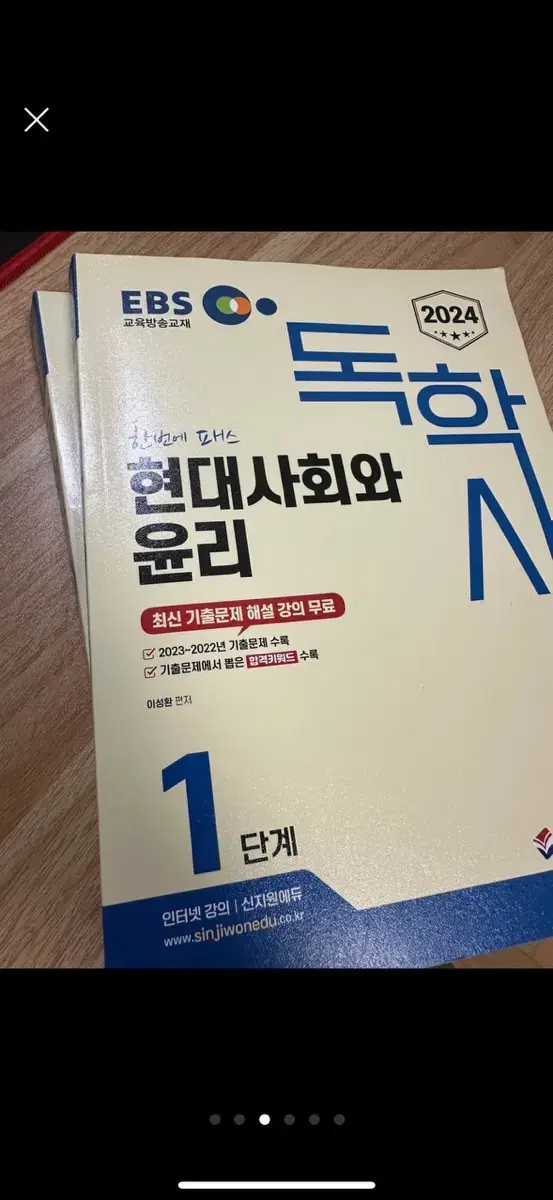 EBS
교육방송교재
2024
독학사
한번에 패스
현대사회와
윤리
최신 기출문제 해설 강의 무료
2023~2022년 기출문제 수록
기출문제에서 뽑은 합격키워드 수록
이성환 편저
1단계
인터넷 강의 | 신지원에듀
www.sinjiwonedu.co.kr